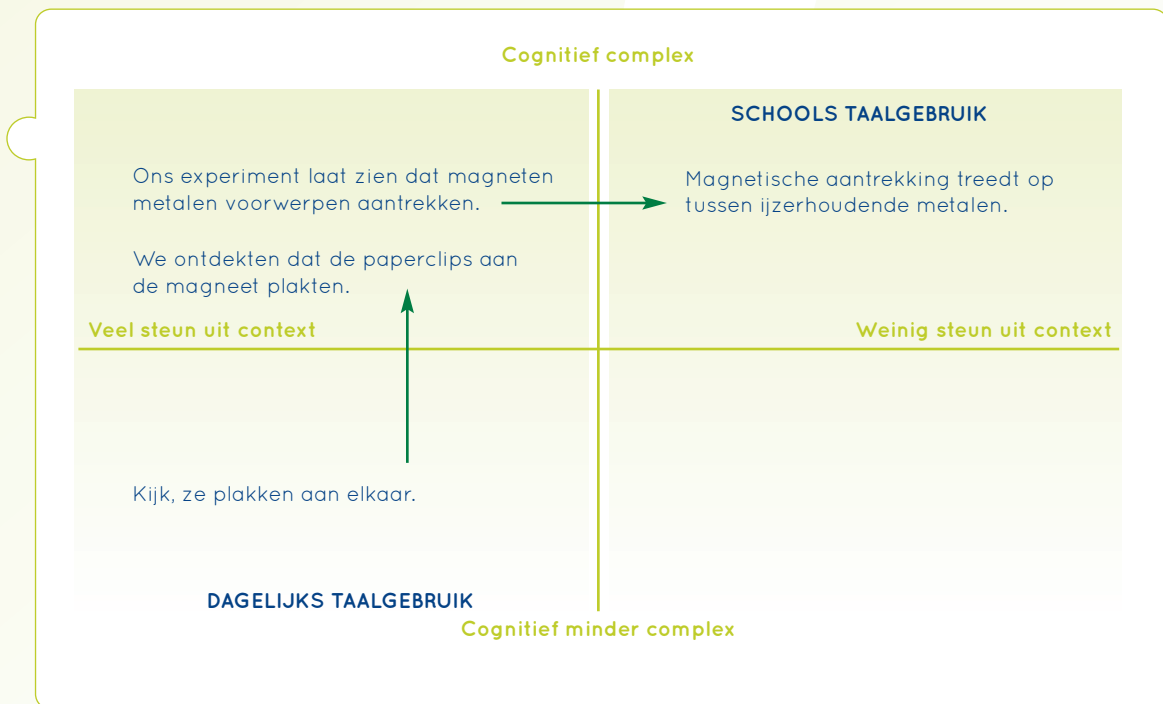 Cognitief complex
SCHOOLS TAALGEBRUIK
Ons experiment laat zien dat magneten
metalen voorwerpen aantrekken.
Magnetische aantrekking treedt op
tussen ijzerhoudende metalen.
We ontdekten dat de paperclips aan
de magneet plakten.
Veel steun uit context
Weinig steun uit context
Kijk, ze plakken aan elkaar.
DAGELIJKS TAALGEBRUIK
Cognitief minder complex